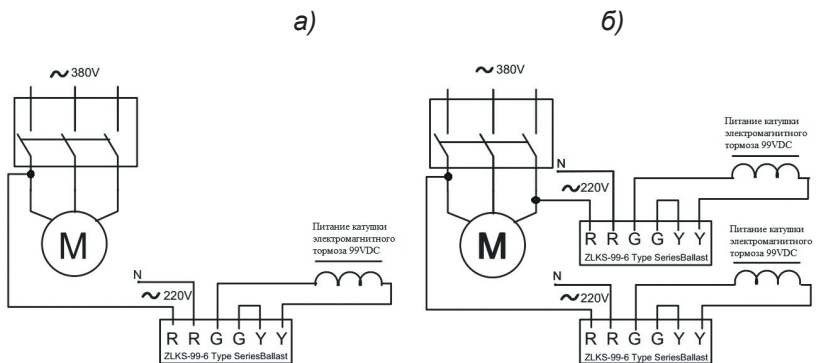 а)
~ 380V
M
Питание катушки
электромагнитного
тормоза 99VDC
N
~ 220V
R R G G Y Y
ZLKS-99-6 Type SeriesBallast
б)
~ 380V
M
Питание катушки
электромагнитного
тормоза 99VDC
N
~220V
R R G G Y Y
ZLKS-99-6 Type SeriesBallast
Питание катушки
электромагнитного
тормоза 99VDC
N
~220V
R R G G Y Y
ZLKS-99-6 Type SeriesBallast